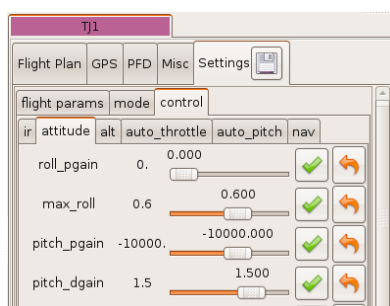 TJ1
Flight Plan GPS PFD Misc Settings
flight params mode control
ir attitude alt auto_throttle auto_pitch nav
roll_pgain 0. 0.000
max_roll 0.6 0.600
pitch_pgain -10000. -10000.000
pitch_dgain 1.5 1.500